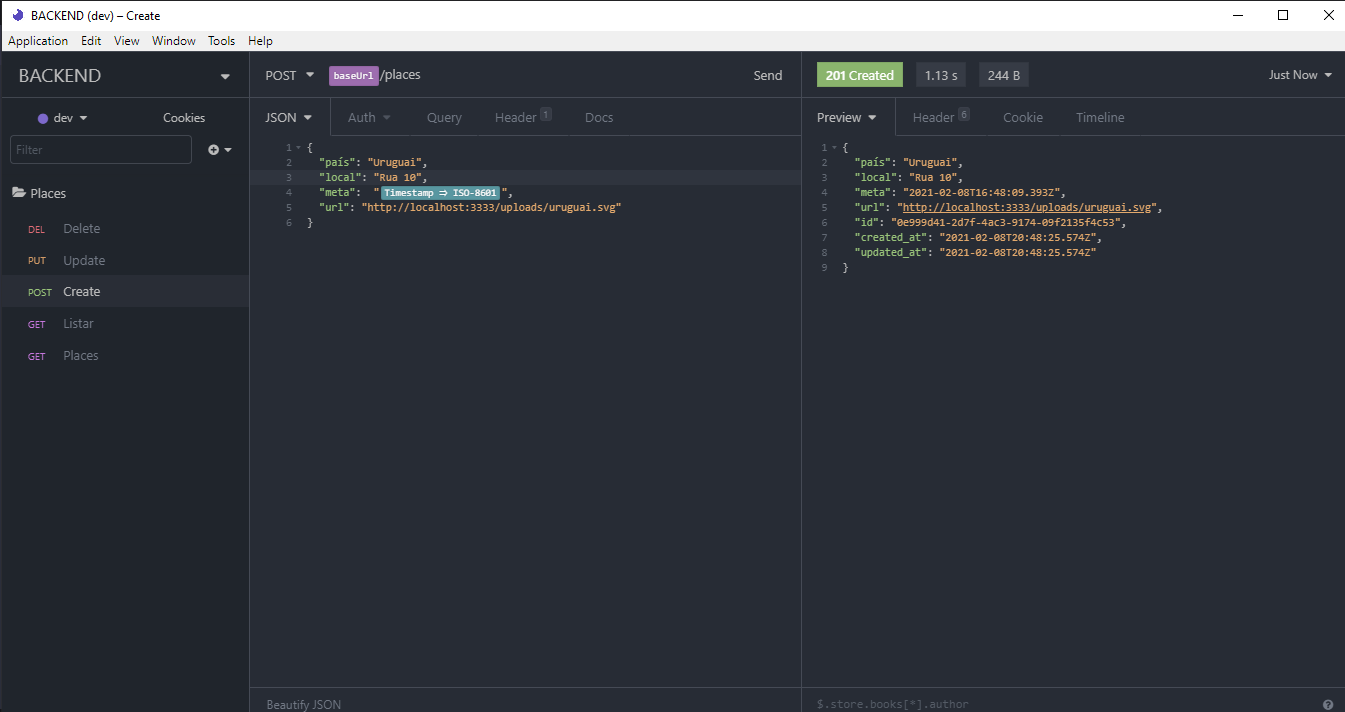 BACKEND (dev) – Create
Application Edit View Window Tools Help
BACKEND
POST baseUrl/places Send
201 Created 1.13 s 244 B Just Now
dev Cookies
JSON Auth Query Header 1 Docs
Preview Header 6 Cookie Timeline
Filter
Places
DEL Delete
PUT Update
POST Create
GET Listar
GET Places
1 {
2 "país": "Uruguai",
3 "local": "Rua 10",
4 "meta": "Timestamp ⇒ ISO-8601",
5 "url": "http://localhost:3333/uploads/uruguai.svg"
6 }
1 {
2 "país": "Uruguai",
3 "local": "Rua 10",
4 "meta": "2021-02-08T16:48:09.393Z",
5 "url": "http://localhost:3333/uploads/uruguai.svg",
6 "id": "0e999d41-2d7f-4ac3-9174-09f2135f4c53",
7 "created_at": "2021-02-08T20:48:25.574Z",
8 "updated_at": "2021-02-08T20:48:25.574Z"
9 }
Beautify JSON
$.store.books[*].author